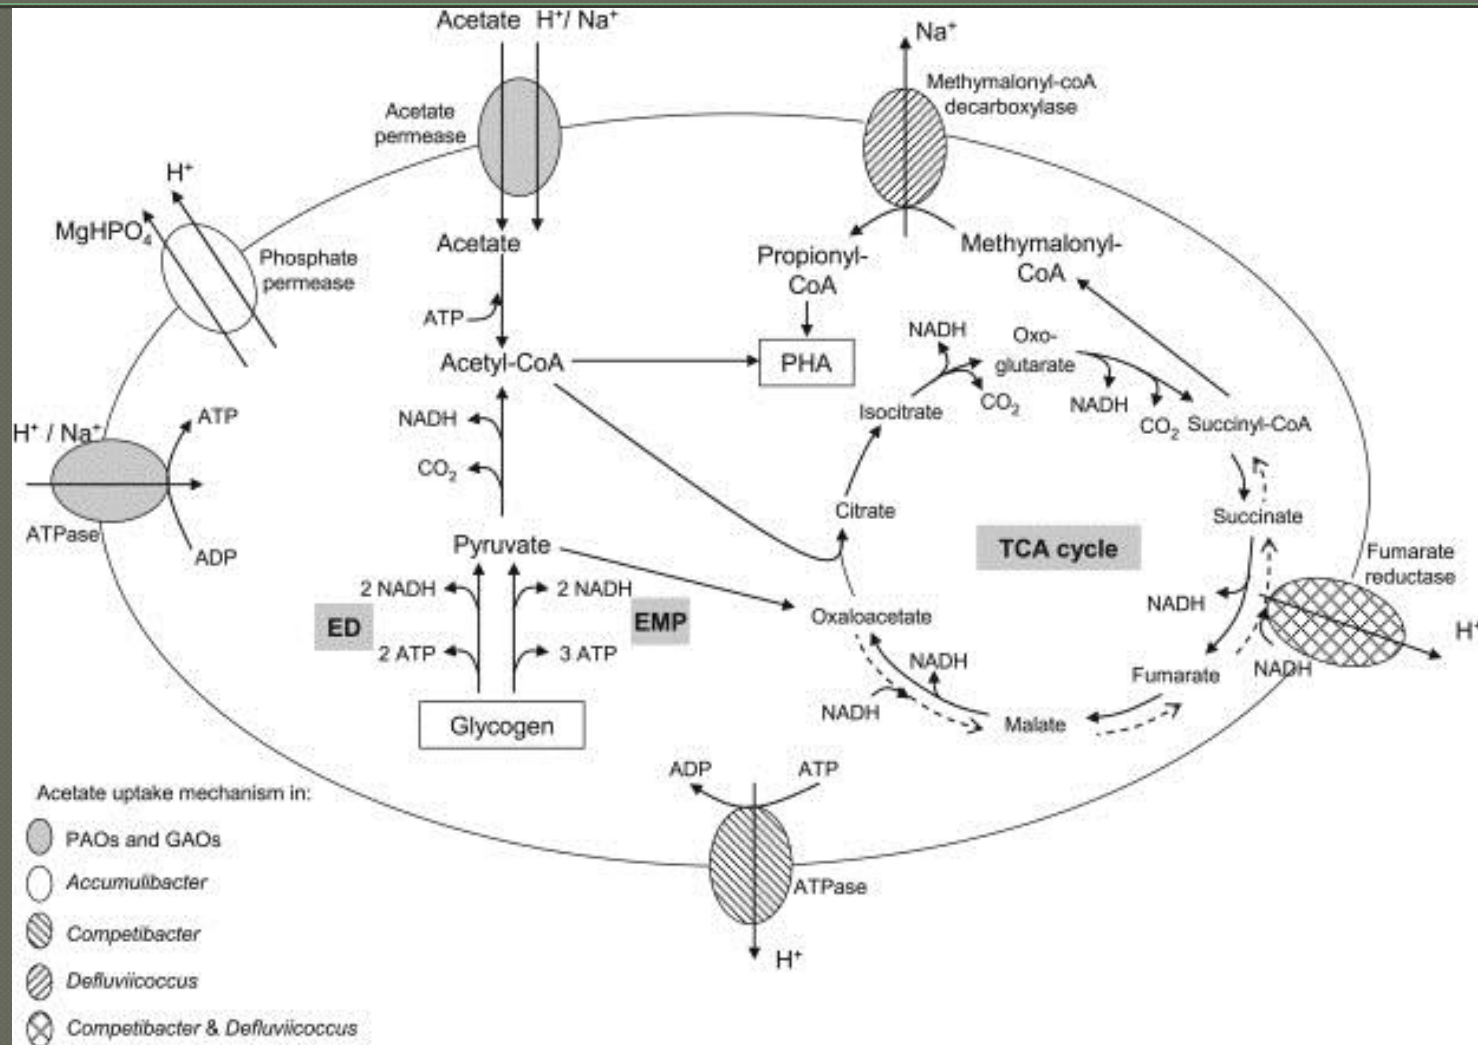 Acetate H⁺/ Na⁺
Na⁺
Acetate
permease
Methymalonyl-coA
decarboxylase
H⁺
MgHPO₄
Phosphate
permease
Acetate
Propionyl-
CoA
Methymalonyl-
CoA
ATP
NADH
Oxo-
glutarate
Acetyl-CoA
PHA
NADH
CO₂
Isocitrate
CO₂
NADH
CO₂
Succinyl-CoA
H⁺ / Na⁺
ATP
ATPase
ADP
Citrate
Succinate
Pyruvate
TCA cycle
Fumarate
reductase
2 NADH
2 NADH
ED
EMP
2 ATP
3 ATP
Oxaloacetate
NADH
H⁺
NADH
NADH
Fumarate
NADH
Malate
Glycogen
ADP
ATP
ATPase
H⁺
Acetate uptake mechanism in:
PAOs and GAOs
Accumulibacter
Competibacter
Defluviicoccus
Competibacter & Defluviicoccus